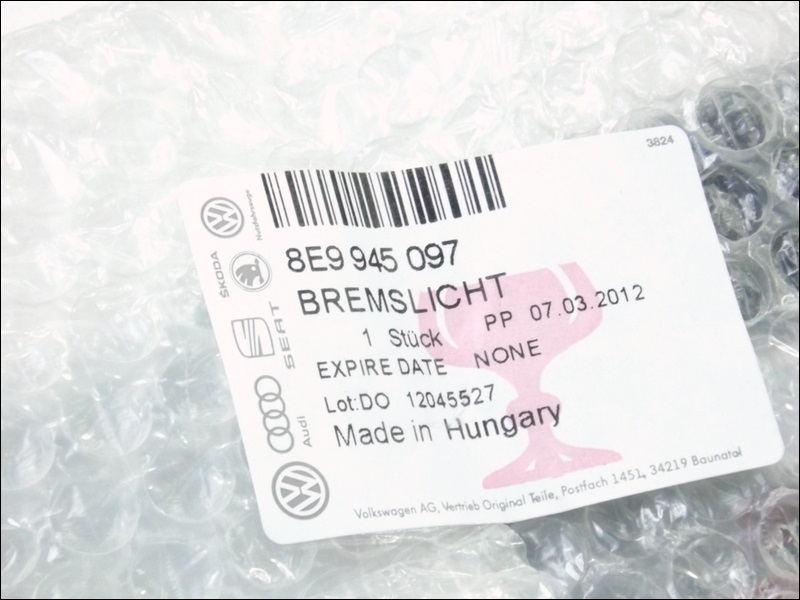 3824
Nutzfahrzeuge
8E9 945 097
ŠKODA
BREMSLICHT
1 Stück PP 07.03.2012
SEAT
EXPIRE DATE NONE
Lot:DO 12045527
Audi
Made in Hungary
Volkswagen AG, Vertrieb Original Teile, Postfach 1451, 34219 Baunatal